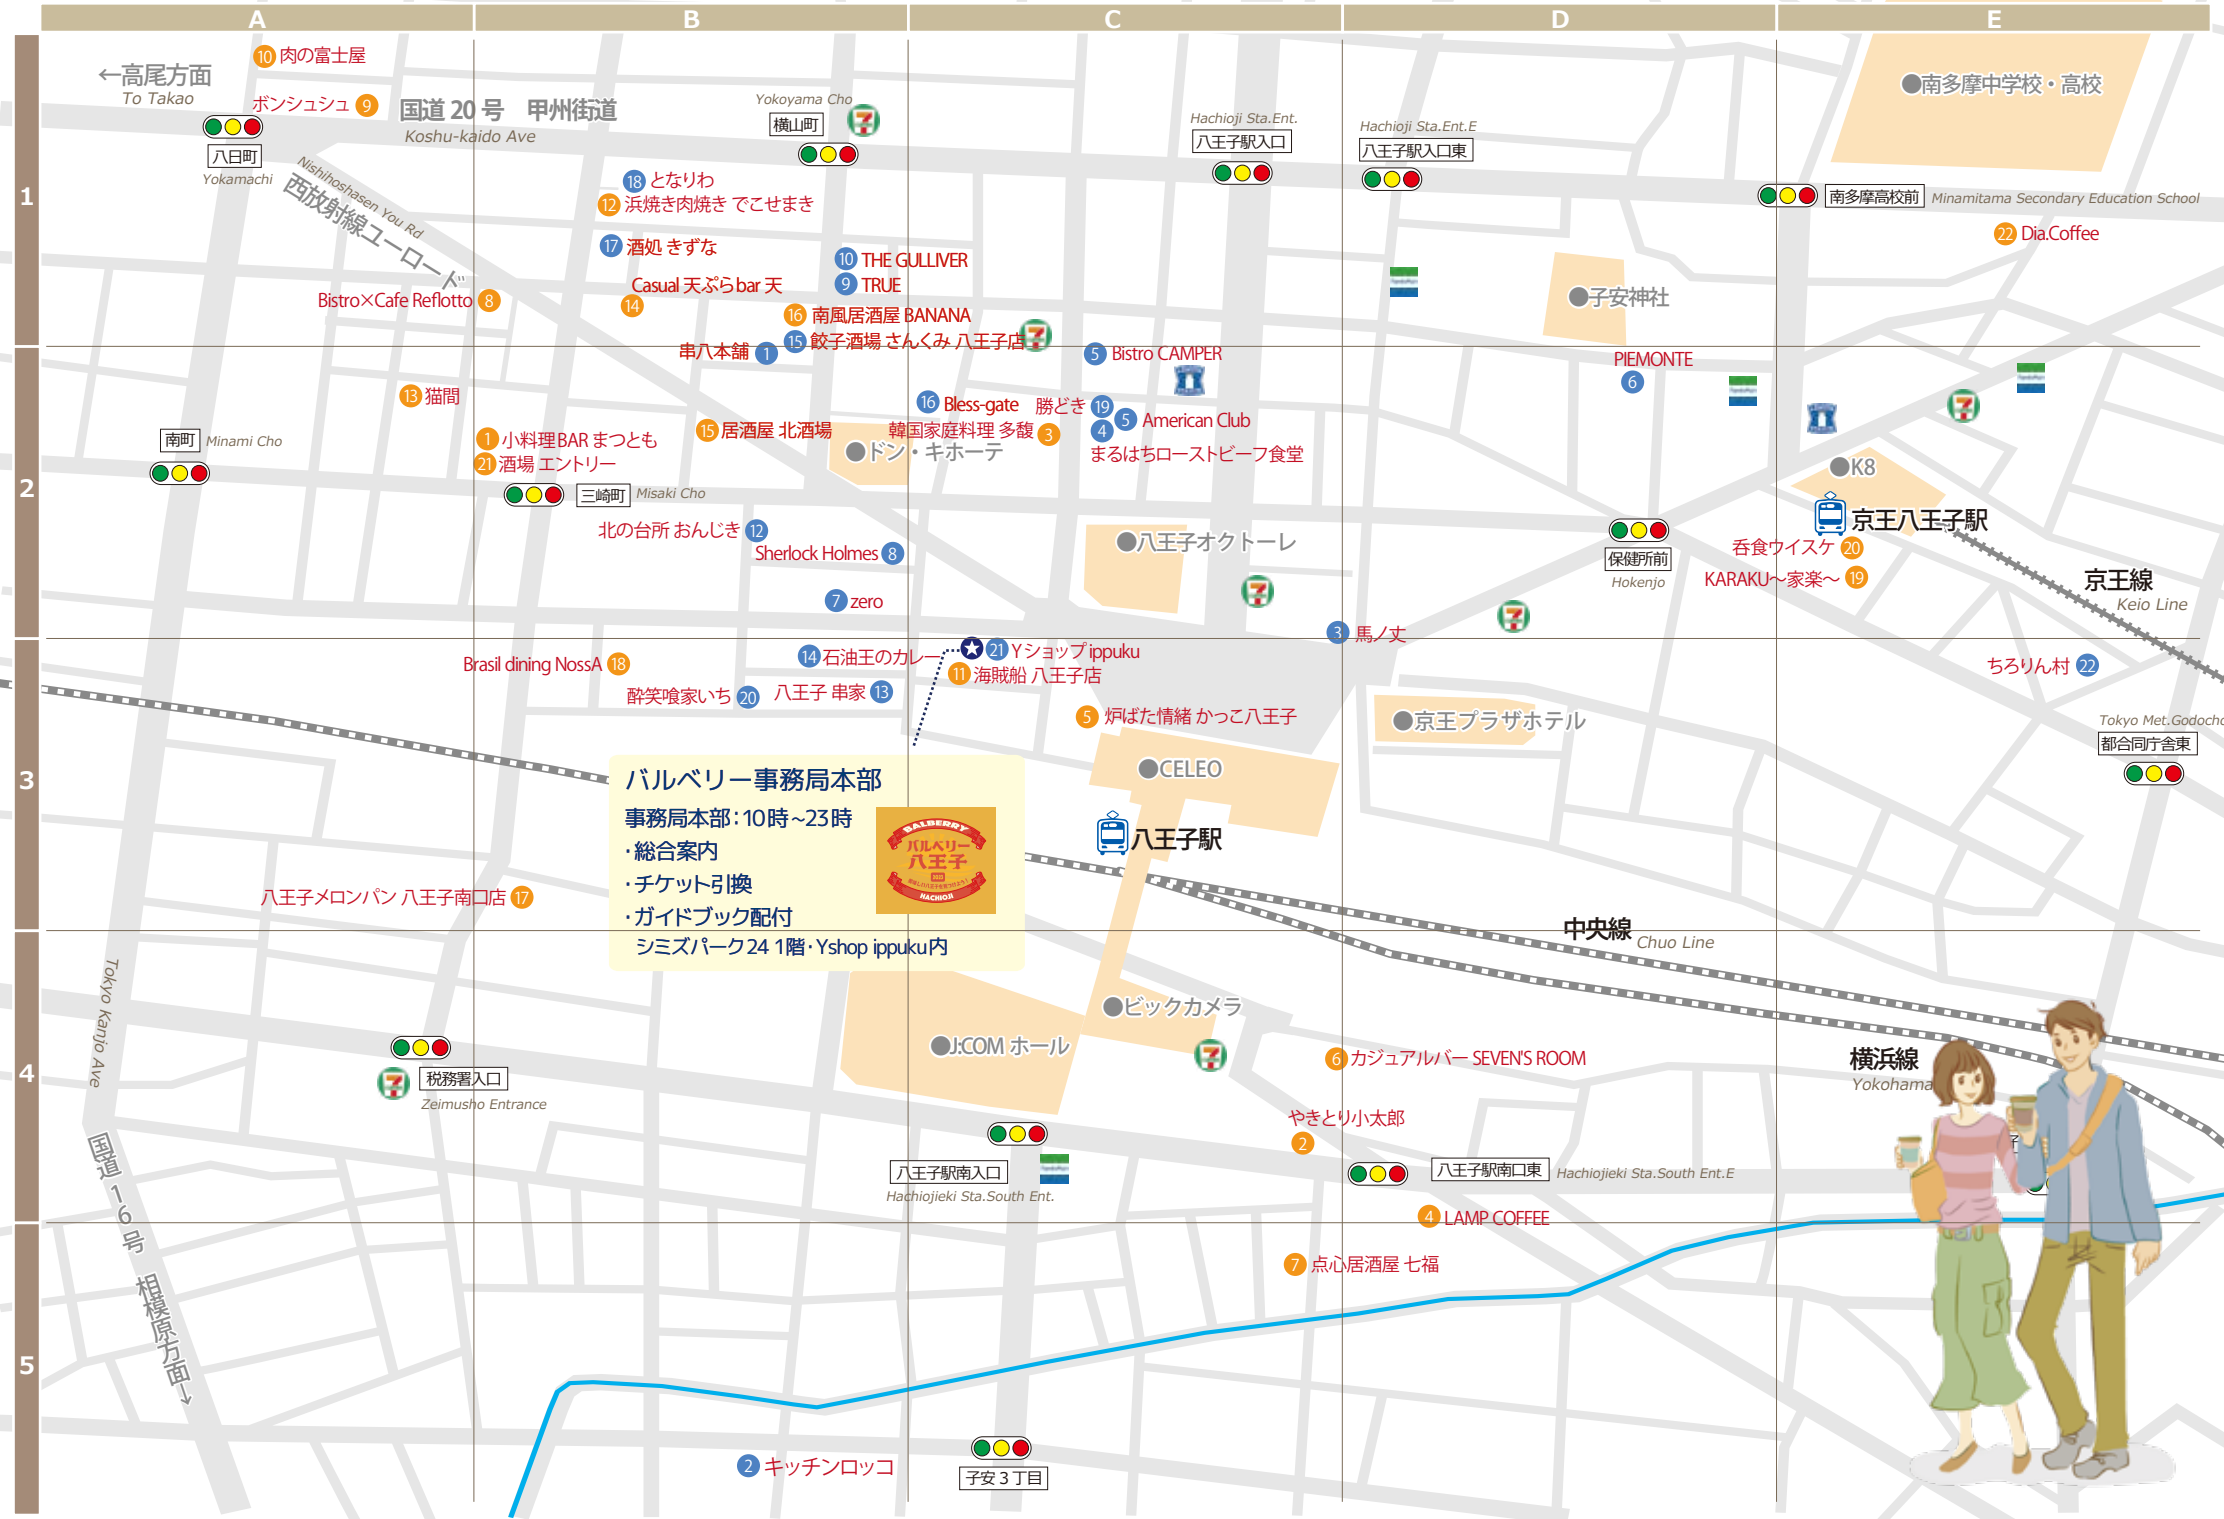 A
B
C
D
E
1
2
3
4
5
10 肉の富士屋
←高尾方面
To Takao
ボンシュシュ 9
国道 20 号　甲州街道
Koshu-kaido Ave
八日町
Yokamachi
Nishihoshasen You Rd
西放射線ユーロード
Yokoyama Cho
横山町
Hachioji Sta.Ent.
八王子駅入口
Hachioji Sta.Ent.E
八王子駅入口東
●南多摩中学校・高校
南多摩高校前 Minamitama Secondary Education School
22 Dia.Coffee
18 となりわ
12 浜焼き肉焼き でこせまき
17 酒処 きずな
10 THE GULLIVER
9 TRUE
Casual 天ぷら bar 天
14
Bistro×Cafe Reflotto 8
16 南風居酒屋 BANANA
15 餃子酒場 さんくみ 八王子店
●子安神社
串八本舗 1
5 Bistro CAMPER
PIEMONTE
6
13 猫間
16 Bless-gate
勝どき 19
5 American Club
韓国家庭料理 多馥 3
4
まるはちローストビーフ食堂
南町 Minami Cho
1 小料理BAR まつとも
21 酒場 エントリー
15 居酒屋 北酒場
●ドン・キホーテ
三崎町 Misaki Cho
●K8
京王八王子駅
北の台所 おんじき 12
Sherlock Holmes 8
●八王子オクトーレ
保健所前
Hokenjo
呑食ウイスケ 20
KARAKU～家楽～ 19
京王線
Keio Line
7 zero
3 馬ノ丈
Brasil dining NossA 18
14 石油王のカレー
21 Yショップ ippuku
11 海賊船 八王子店
酔笑喰家いち 20
八王子 串家 13
5 炉ばた情緒 かっこ八王子
●京王プラザホテル
ちろりん村 22
Tokyo Met.Godocho
都合同庁舎東
●CELEO
八王子駅
バルベリー事務局本部
事務局本部：10時～23時
・総合案内
・チケット引換
・ガイドブック配付
シミズパーク24 1階・Yshop ippuku内
BALBERRY
バルベリー
八王子
HACHIOJI
八王子メロンパン 八王子南口店 17
中央線
Chuo Line
Tokyo Kanjo Ave
●ビックカメラ
●J:COM ホール
6 カジュアルバー SEVEN'S ROOM
横浜線
Yokohama
税務署入口
Zeimusho Entrance
やきとり小太郎
2
八王子駅南入口
Hachiojieki Sta.South Ent.
八王子駅南口東 Hachiojieki Sta.South Ent.E
4 LAMP COFFEE
7 点心居酒屋 七福
国道16号　相模原方面→
2 キッチンロッコ
子安 3 丁目